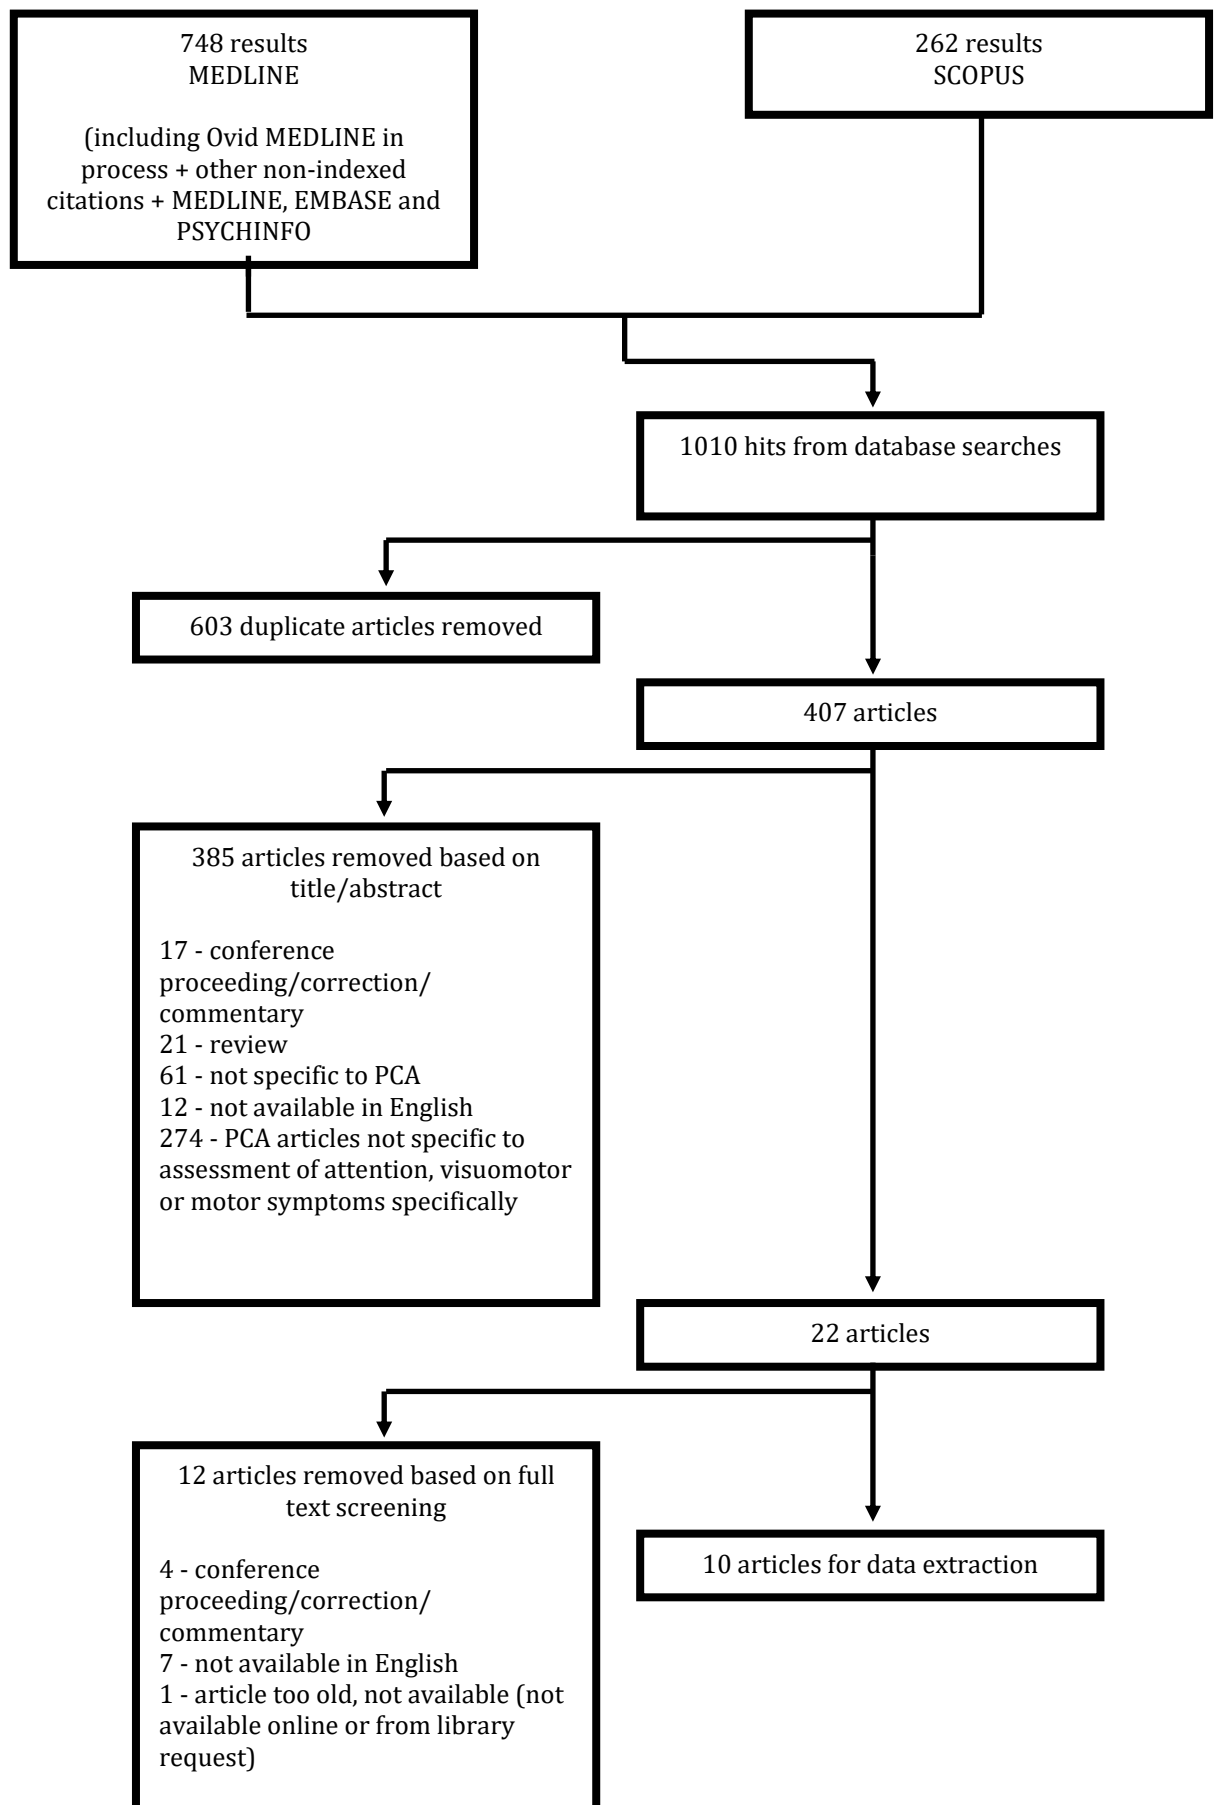 748 results
MEDLINE
(including Ovid MEDLINE in
process + other non-indexed
citations + MEDLINE, EMBASE and
PSYCHINFO
262 results
SCOPUS
1010 hits from database searches
603 duplicate articles removed
407 articles
385 articles removed based on
title/abstract
17 - conference
proceeding/correction/
commentary
21 - review
61 - not specific to PCA
12 - not available in English
274 - PCA articles not specific to
assessment of attention, visuomotor
or motor symptoms specifically
22 articles
12 articles removed based on full
text screening
4 - conference
proceeding/correction/
commentary
7 - not available in English
1 - article too old, not available (not
available online or from library
request)
10 articles for data extraction